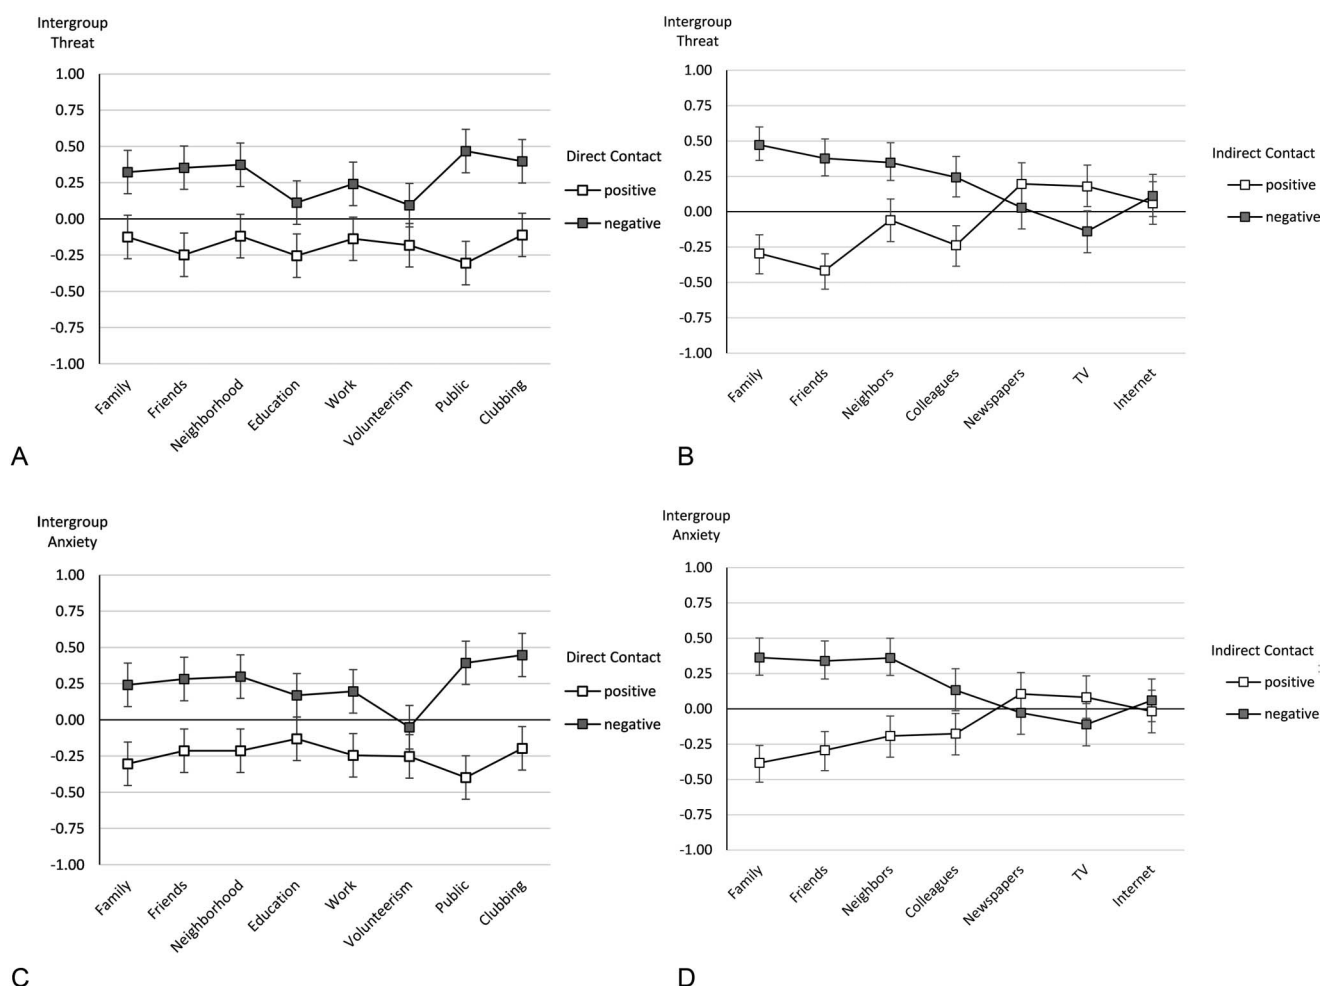 Intergroup
Threat
1.00
0.75
0.50
0.25
0.00
-0.25
-0.50
-0.75
-1.00
Family
Friends
Neighborhood
Education
Work
Volunteerism
Public
Clubbing
Direct Contact
positive
negative
A
Intergroup
Threat
1.00
0.75
0.50
0.25
0.00
-0.25
-0.50
-0.75
-1.00
Family
Friends
Neighbors
Colleagues
Newspapers
TV
Internet
Indirect Contact
positive
negative
B
Intergroup
Anxiety
1.00
0.75
0.50
0.25
0.00
-0.25
-0.50
-0.75
-1.00
Family
Friends
Neighborhood
Education
Work
Volunteerism
Public
Clubbing
Direct Contact
positive
negative
C
Intergroup
Anxiety
1.00
0.75
0.50
0.25
0.00
-0.25
-0.50
-0.75
-1.00
Family
Friends
Neighbors
Colleagues
Newspapers
TV
Internet
Indirect Contact
positive
negative
D